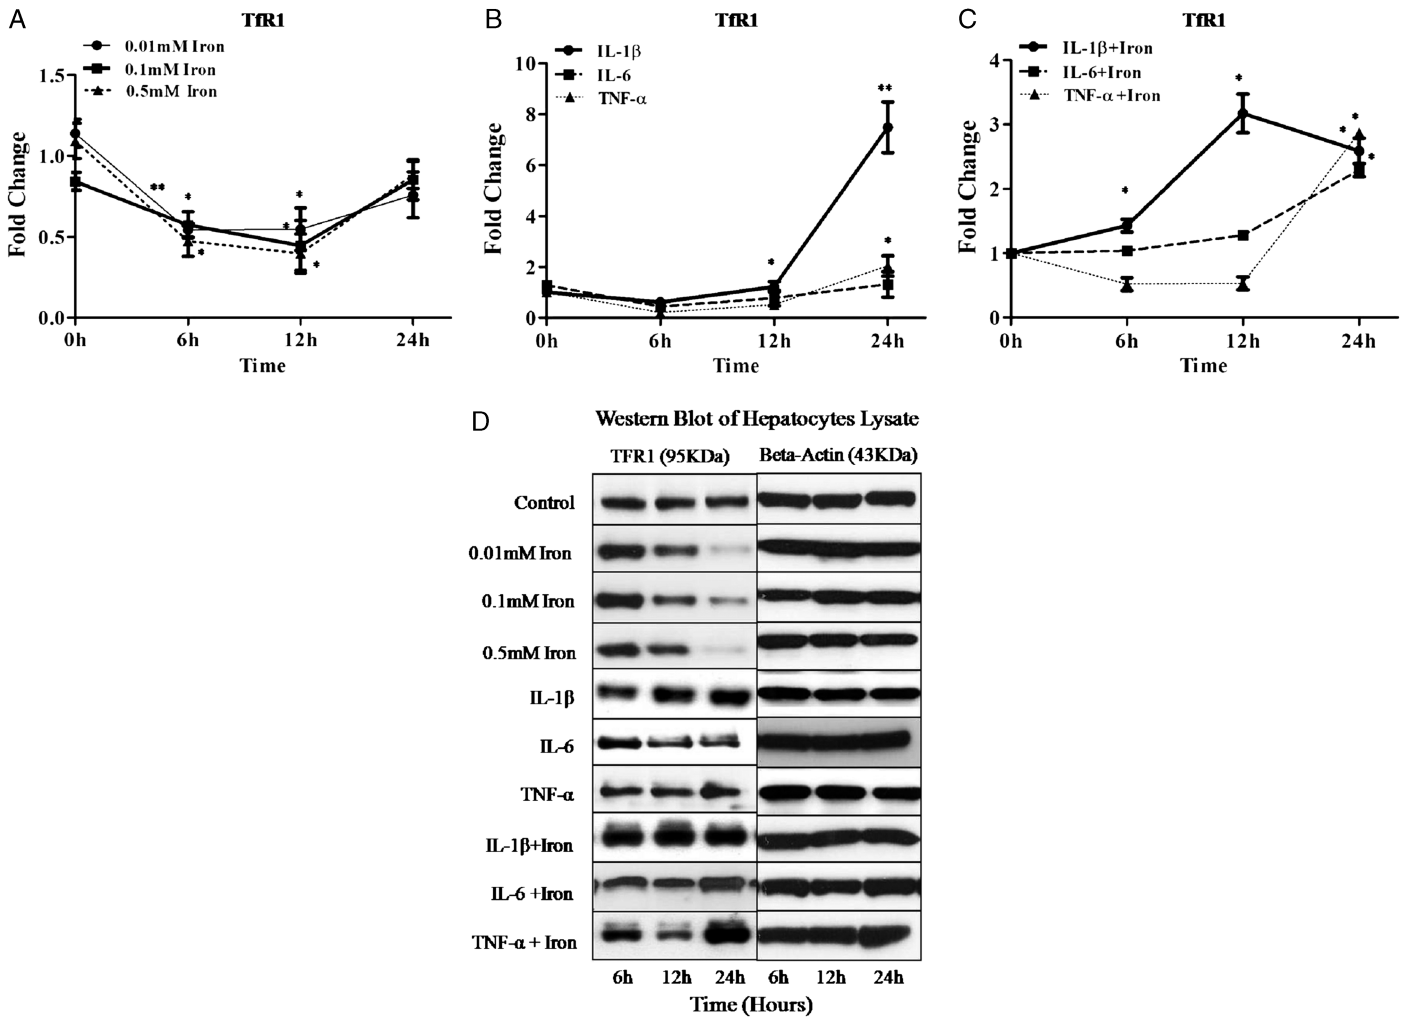 A
TfR1
0.01mM Iron
0.1mM Iron
0.5mM Iron
1.5
1.0
0.5
0.0
Fold Change
**
*
*
*
*
*
0h
6h
12h
24h
Time
B
TfR1
IL-1β
IL-6
TNF-α
10
8
6
4
2
0
Fold Change
*
**
*
0h
6h
12h
24h
Time
C
TfR1
IL-1β+Iron
IL-6+Iron
TNF-α+Iron
4
3
2
1
0
Fold Change
*
*
*
*
*
0h
6h
12h
24h
Time
D
Western Blot of Hepatocytes Lysate
TFR1 (95KDa)
Beta-Actin (43KDa)
Control
0.01mM Iron
0.1mM Iron
0.5mM Iron
IL-1β
IL-6
TNF-α
IL-1β+Iron
IL-6 +Iron
TNF-α + Iron
6h 12h 24h 6h 12h 24h
Time (Hours)